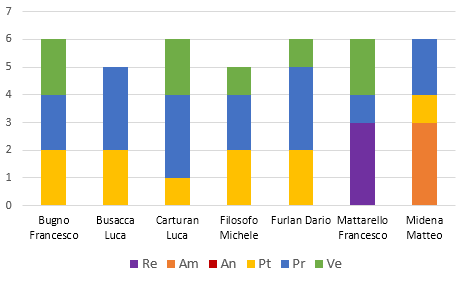 7
6
5
4
3
2
1
0
Bugno Busacca Carturan Filosofo Furlan Dario Mattarello Midena
Francesco Luca Luca Michele Francesco Matteo
Re Am An Pt Pr Ve